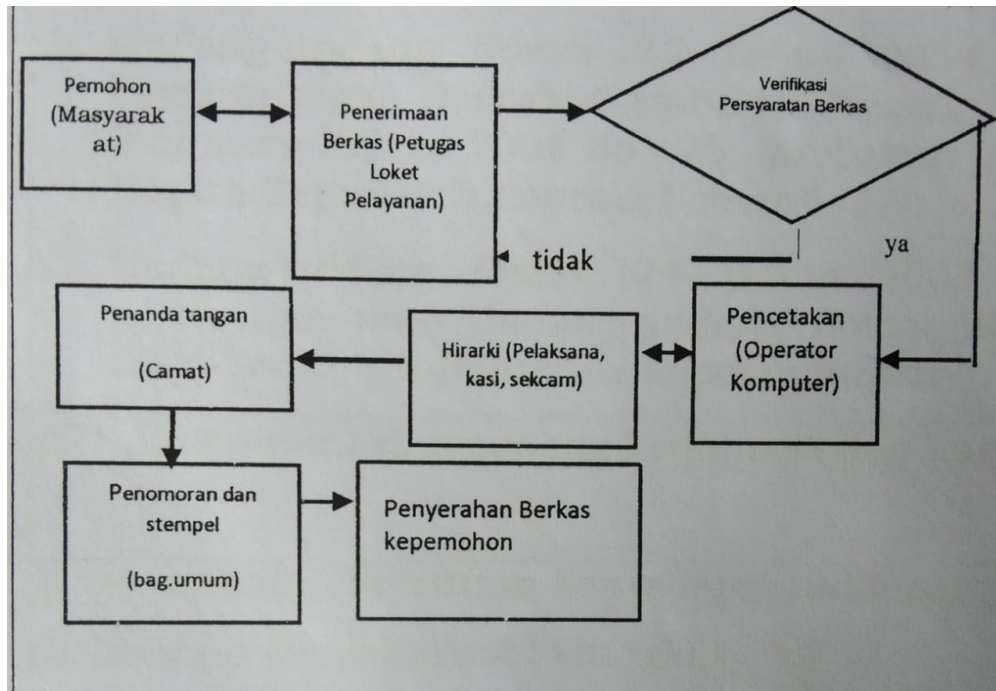 Pemohon
(Masyarak
at)
Penerimaan
Berkas (Petugas
Loket
Pelayanan)
Verifikasi
Persyaratan Berkas
tidak
ya
Penanda tangan
(Camat)
Hirarki (Pelaksana,
kasi, sekcam)
Pencetakan
(Operator
Komputer)
Penomoran dan
stempel
(bag.umum)
Penyerahan Berkas
kepemohon